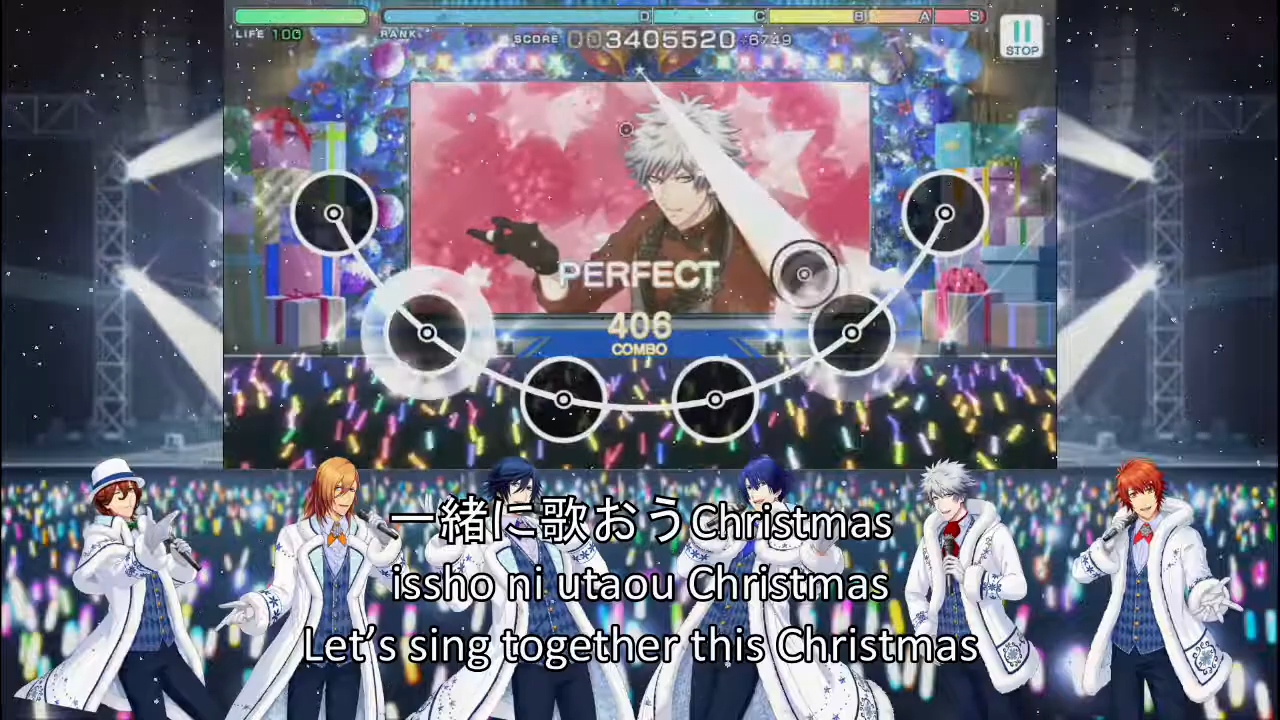 LIFE 100
RANK
D C B A S
SCORE 003405520 +6749
STOP
PERFECT
406
COMBO
一緒に歌おうChristmas
issho ni utaou Christmas
Let's sing together this Christmas